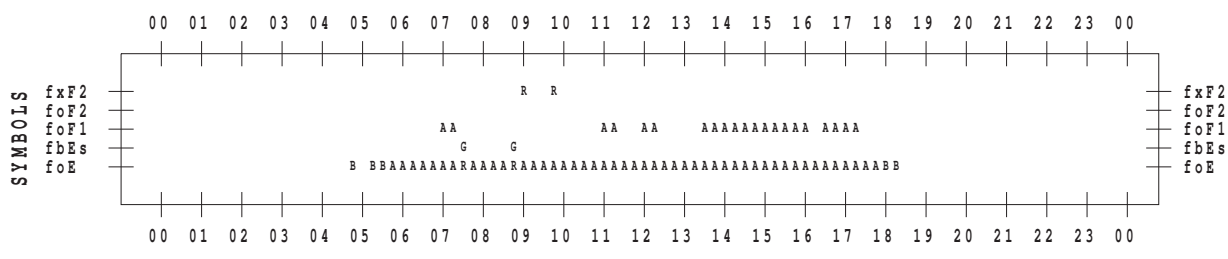 00 01 02 03 04 05 06 07 08 09 10 11 12 13 14 15 16 17 18 19 20 21 22 23 00
SYMBOLS
fxF2 R R fxF2
foF2 foF2
foF1 AA AA AA AAAAAAAAAAA AAAA foF1
fbEs G G fbEs
foE B BBAAAAAAARAAAARAAAAAAAAAAAAAAAAAAAAAAAAAAAAAAAAAAAABB foE
00 01 02 03 04 05 06 07 08 09 10 11 12 13 14 15 16 17 18 19 20 21 22 23 00